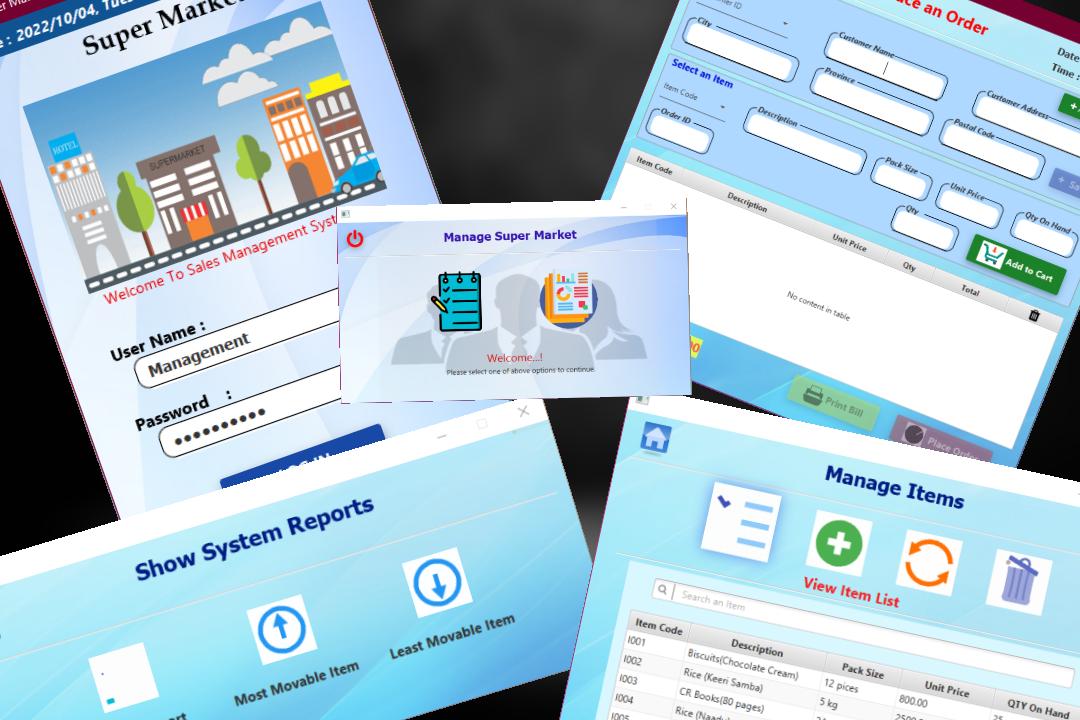 : 2022/10/04, Tues
Super Market
HOTEL
SUPERMARKET
Welcome To Sales Management Syst
User Name :
Management
Password :
Manage Super Market
Welcome...!
Please select one of above options to continue.
an Order
Date
Time :
City
Customer Name
Province
Customer Address
Select an Item
Item Code
Order ID
Description
Postal Code
Pack Size
Unit Price
Qty On Hand
Qty
Add to Cart
Item Code Description Unit Price Qty Total
No content in table
Print Bill
Place Order
Show System Reports
Most Movable Item
Least Movable Item
Manage Items
View Item List
Search an Item
Item Code Description Pack Size Unit Price QTY On Hand
I001 Biscuits(Chocolate Cream) 12 pices 800.00
I002 Rice (Keeri Samba) 5 kg
I003 CR Books(80 pages)
I004